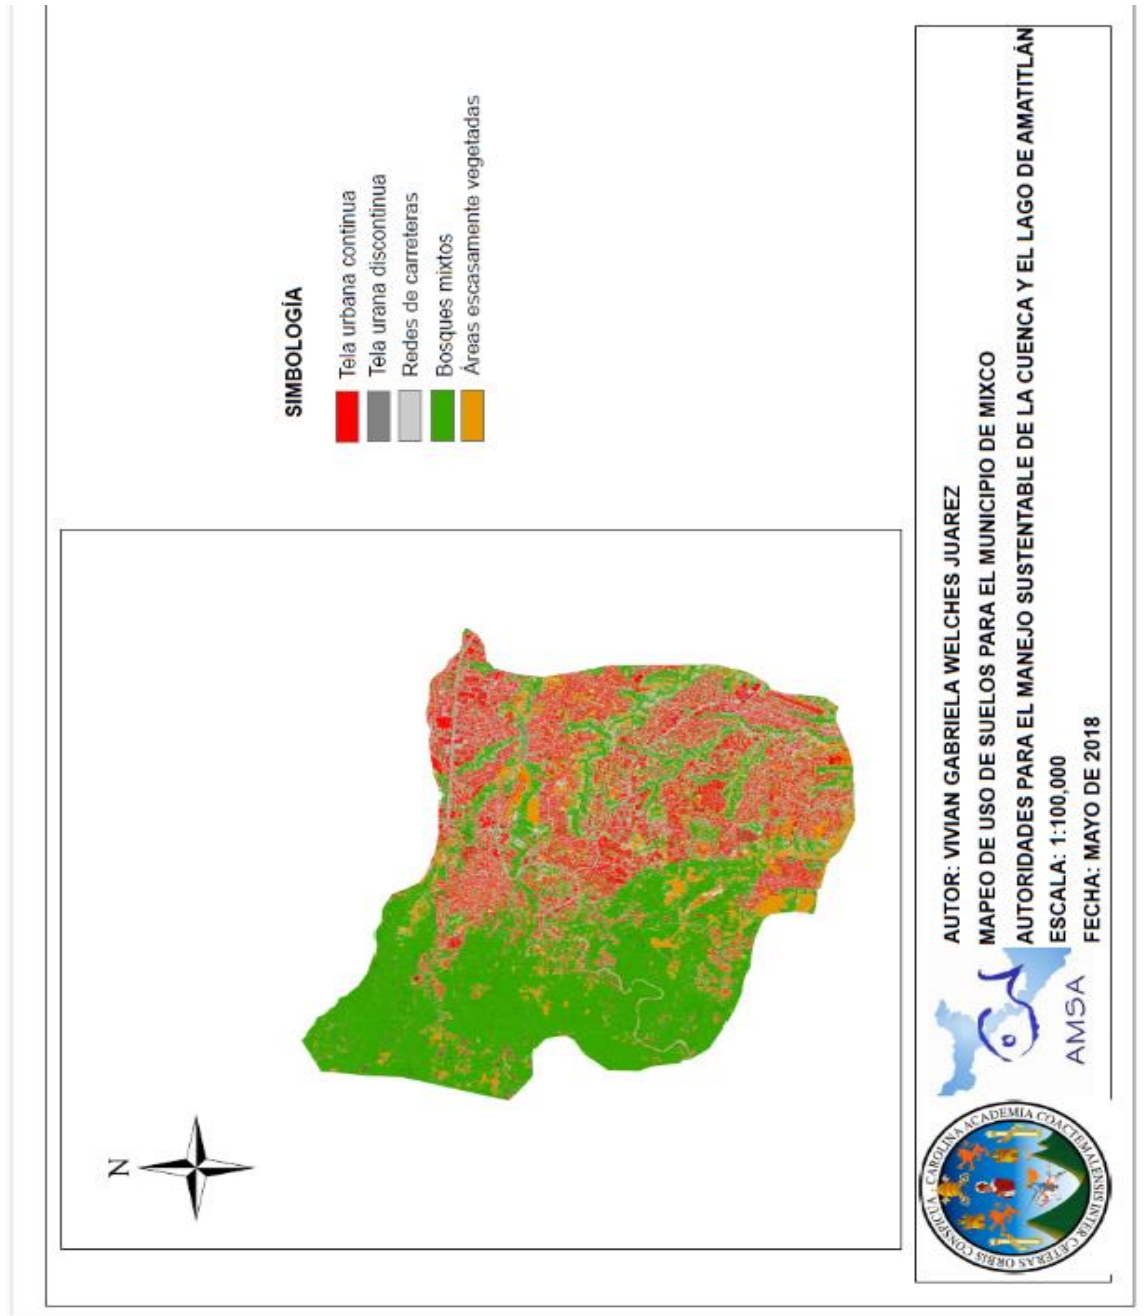 SIMBOLOGÍA
Tela urbana continua
Tela urana discontinua
Redes de carreteras
Bosques mixtos
Áreas escasamente vegetadas
N
AUTOR: VIVIAN GABRIELA WELCHES JUAREZ
MAPEO DE USO DE SUELOS PARA EL MUNICIPIO DE MIXCO
AUTORIDADES PARA EL MANEJO SUSTENTABLE DE LA CUENCA Y EL LAGO DE AMATITLÁN
ESCALA: 1:100,000
FECHA: MAYO DE 2018
AMSA
CAROLINA ACADEMIA COACTEMALENSIS INTER CÆTERAS ORBIS CONSPICUA